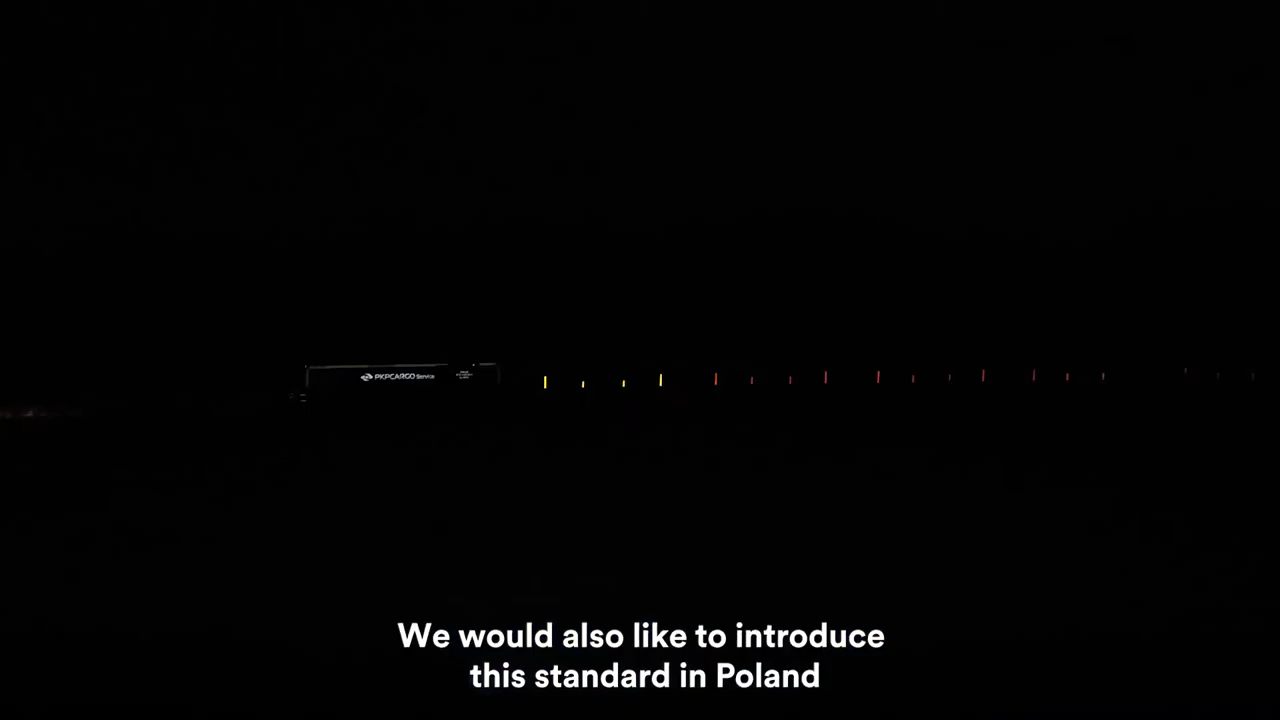 PKPCARGO Service
We would also like to introduce
this standard in Poland